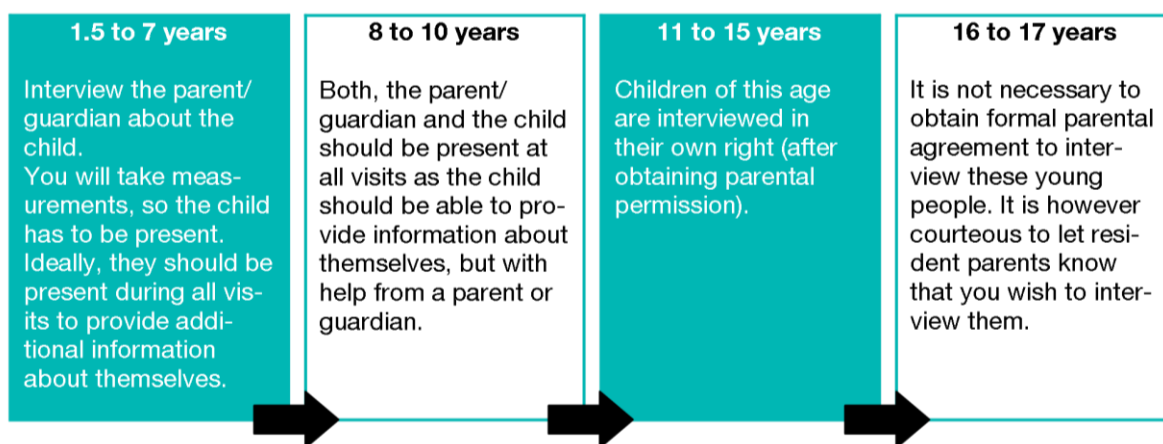 1.5 to 7 years
Interview the parent/
guardian about the
child.
You will take meas-
urements, so the child
has to be present.
Ideally, they should be
present during all vis-
its to provide addi-
tional information
about themselves.
8 to 10 years
Both, the parent/
guardian and the child
should be present at
all visits as the child
should be able to pro-
vide information about
themselves, but with
help from a parent or
guardian.
11 to 15 years
Children of this age
are interviewed in
their own right (after
obtaining parental
permission).
16 to 17 years
It is not necessary to
obtain formal parental
agreement to inter-
view these young
people. It is however
courteous to let resi-
dent parents know
that you wish to inter-
view them.